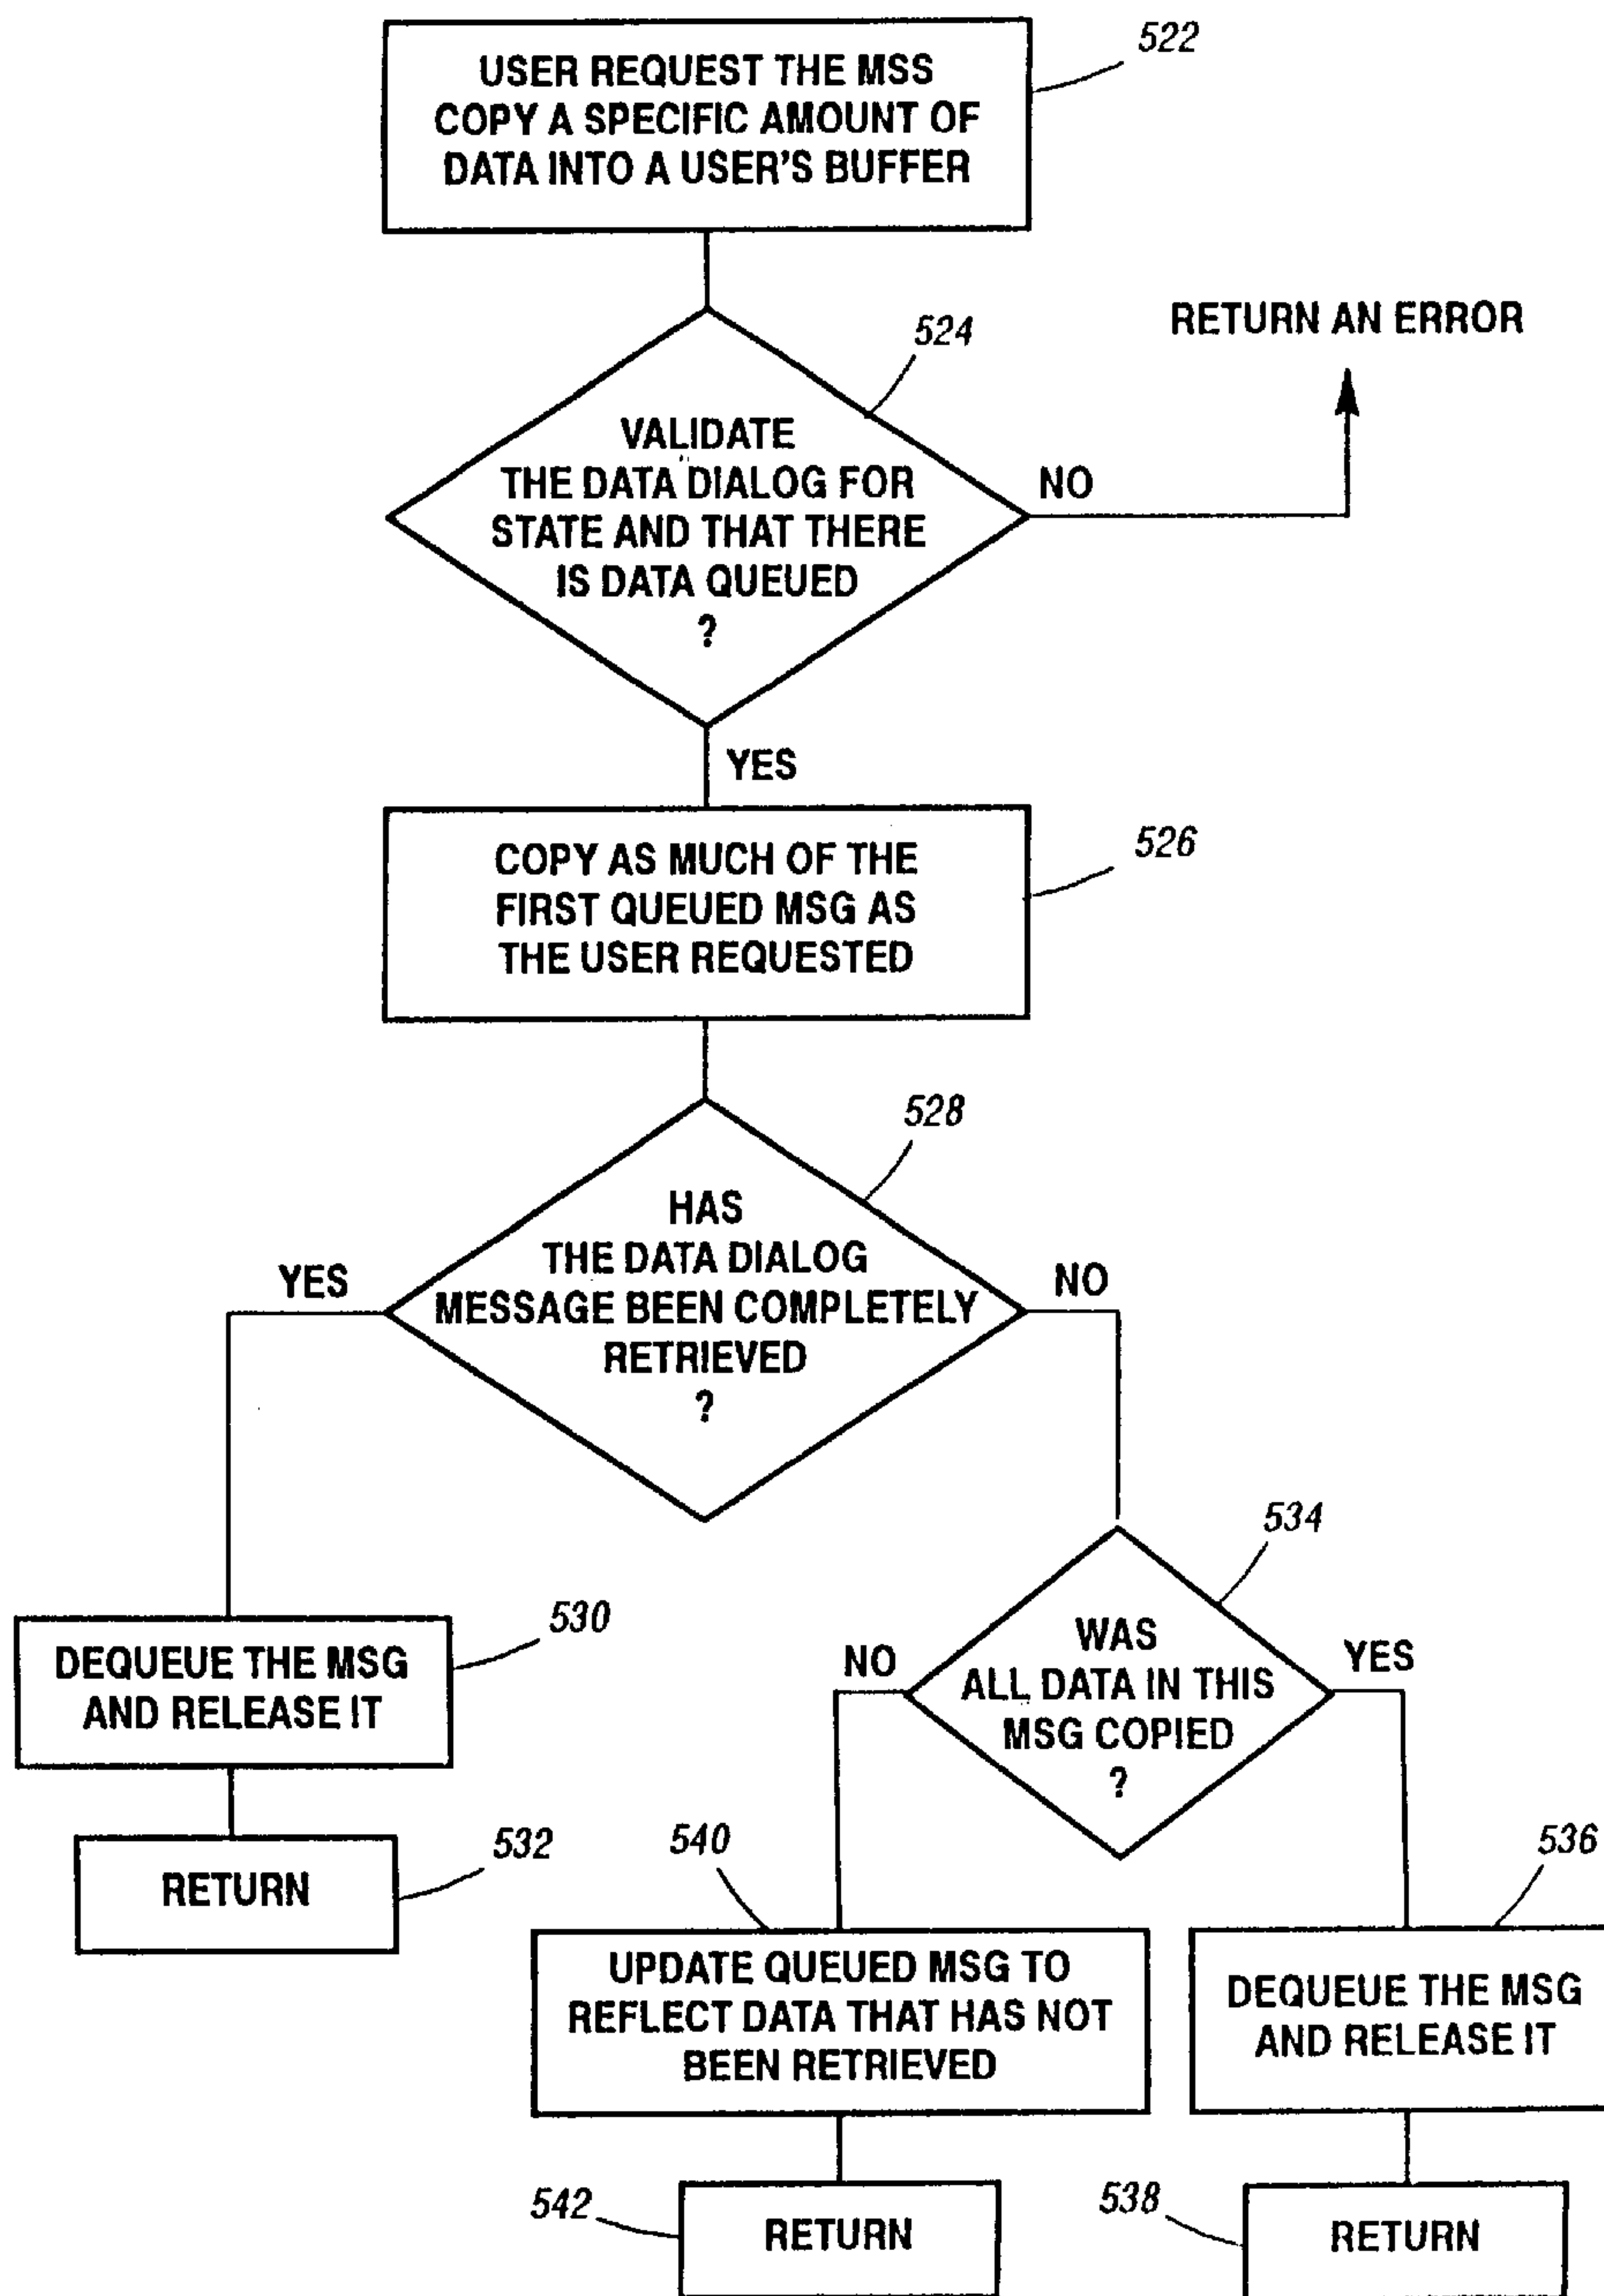 522
USER REQUEST THE MSS
COPY A SPECIFIC AMOUNT OF
DATA INTO A USER'S BUFFER
RETURN AN ERROR
524
VALIDATE
THE DATA DIALOG FOR
STATE AND THAT THERE
IS DATA QUEUED
?
NO
YES
526
COPY AS MUCH OF THE
FIRST QUEUED MSG AS
THE USER REQUESTED
528
HAS
THE DATA DIALOG
MESSAGE BEEN COMPLETELY
RETRIEVED
?
YES
NO
534
WAS
ALL DATA IN THIS
MSG COPIED
?
NO
YES
530
DEQUEUE THE MSG
AND RELEASE IT
532
RETURN
540
UPDATE QUEUED MSG TO
REFLECT DATA THAT HAS NOT
BEEN RETRIEVED
536
DEQUEUE THE MSG
AND RELEASE IT
542
RETURN
538
RETURN